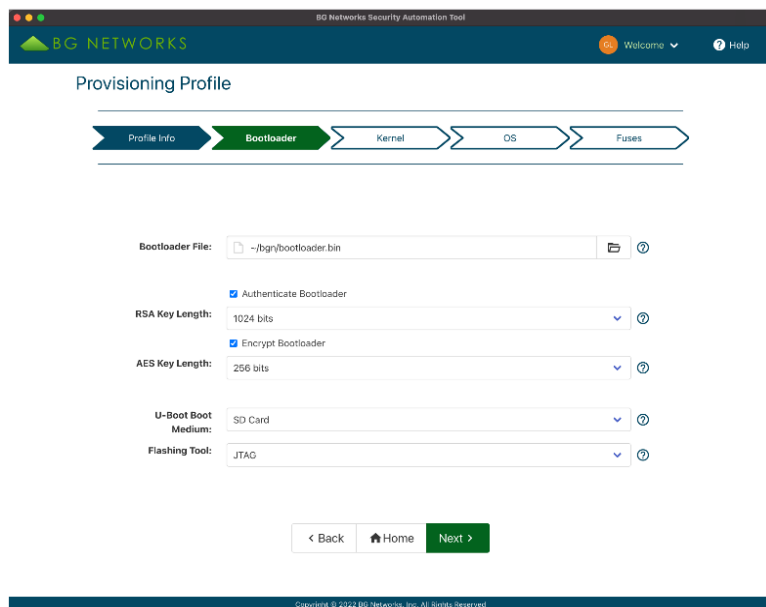 BG Networks Security Automation Tool
BG NETWORKS
GL Welcome ? Help
Provisioning Profile
Profile Info Bootloader Kernel OS Fuses
Bootloader File: ~/bgn/bootloader.bin ?
Authenticate Bootloader
RSA Key Length: 1024 bits ?
Encrypt Bootloader
AES Key Length: 256 bits ?
U-Boot Boot
Medium: SD Card ?
Flashing Tool: JTAG ?
< Back Home Next >
Copyright © 2022 BG Networks, Inc. All Rights Reserved